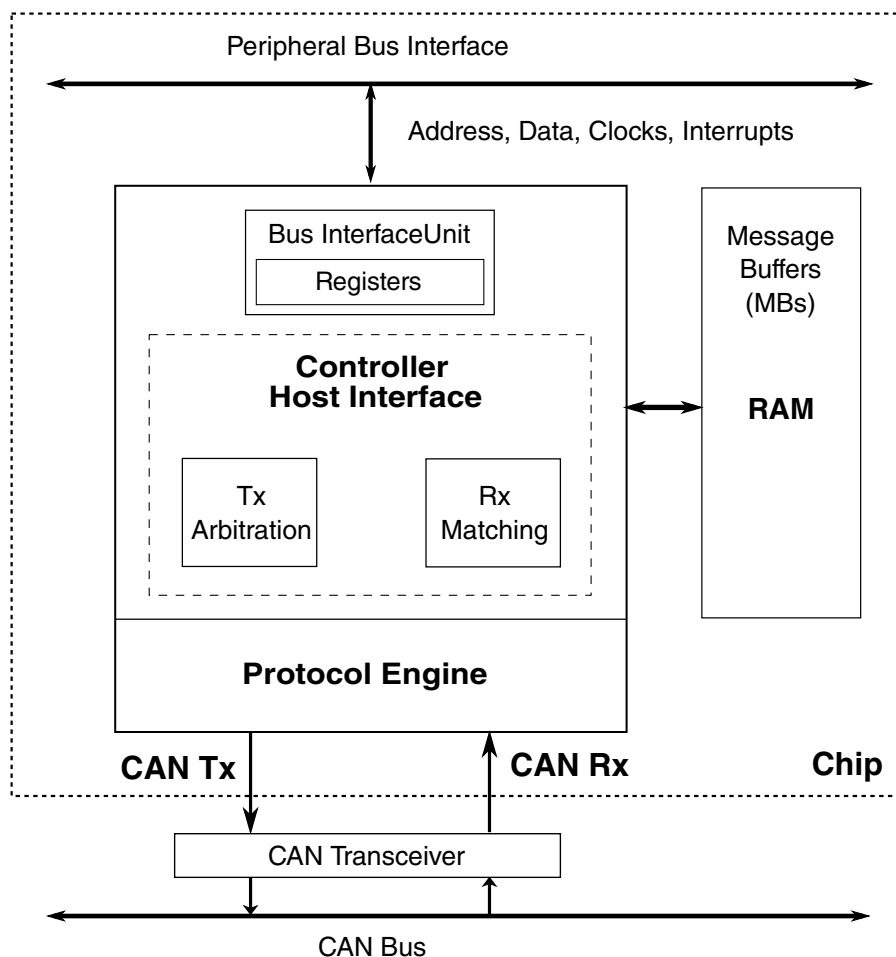 Peripheral Bus Interface
Address, Data, Clocks, Interrupts
Bus InterfaceUnit
Registers
Message
Buffers
(MBs)
Controller
Host Interface
RAM
Tx
Arbitration
Rx
Matching
Protocol Engine
CAN Tx
CAN Rx
Chip
CAN Transceiver
CAN Bus